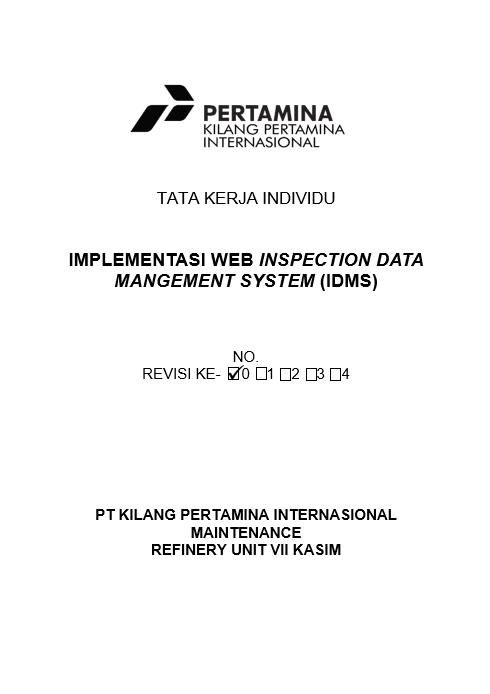 PERTAMINA
KILANG PERTAMINA
INTERNASIONAL
TATA KERJA INDIVIDU
IMPLEMENTASI WEB INSPECTION DATA
MANGEMENT SYSTEM (IDMS)
NO.
REVISI KE- ☑0 ☐1 ☐2 ☐3 ☐4
PT KILANG PERTAMINA INTERNASIONAL
MAINTENANCE
REFINERY UNIT VII KASIM